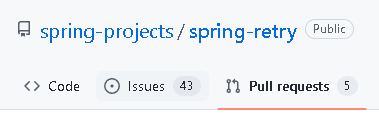 spring-projects / spring-retry Public
Code Issues 43 Pull requests 5